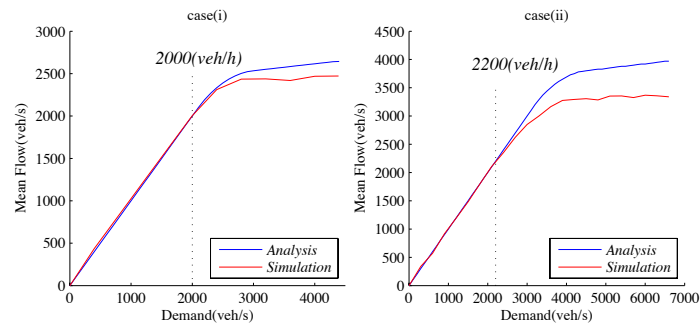 case(i)
3000
2500
2000
1500
1000
500
0
Mean Flow(veh/s)
2000(veh/h)
Analysis
Simulation
0
1000
2000
3000
4000
Demand(veh/s)
case(ii)
4500
4000
3500
3000
2500
2000
1500
1000
500
0
Mean Flow(veh/s)
2200(veh/h)
Analysis
Simulation
0
1000
2000
3000
4000
5000
6000
7000
Demand(veh/s)